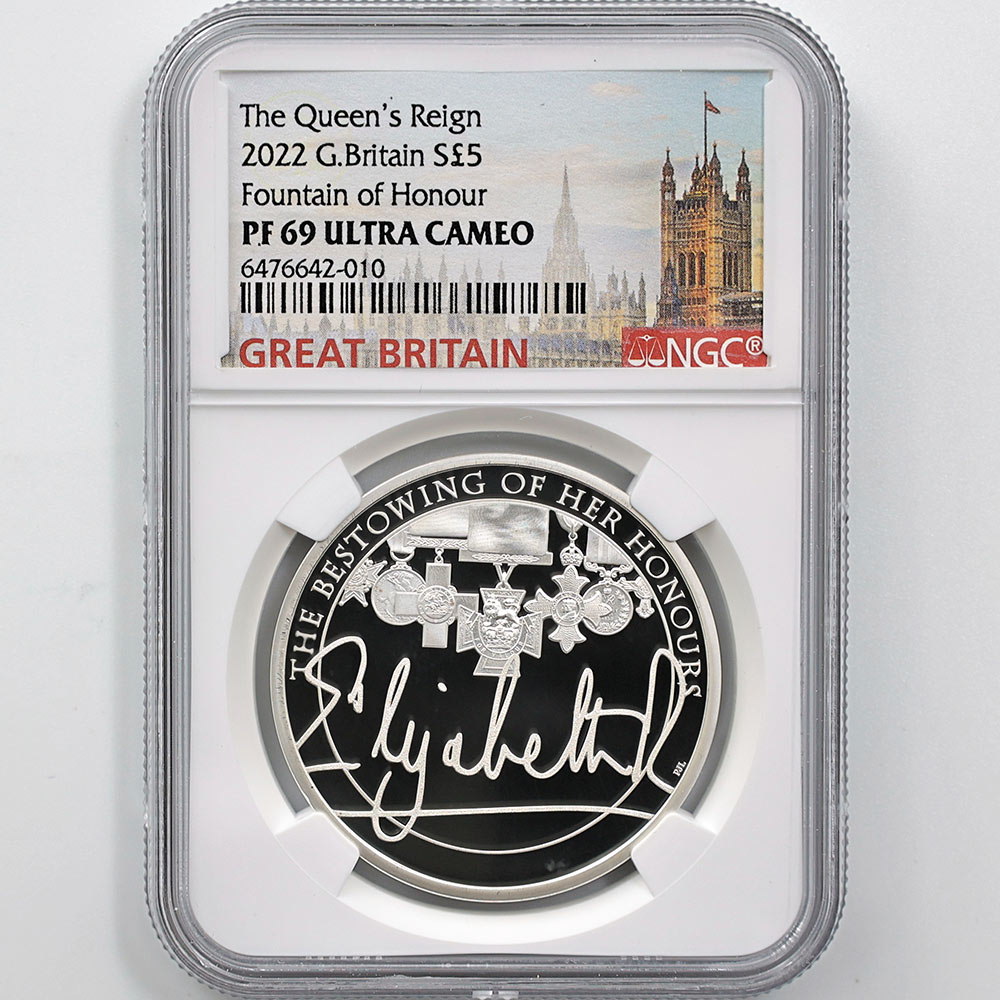 The Queen's Reign
2022 G.Britain S£5
Fountain of Honour
PF 69 ULTRA CAMEO
6476642-010
GREAT BRITAIN
NGC®
THE BESTOWING OF HER HONOURS
Elizabeth R
PJL